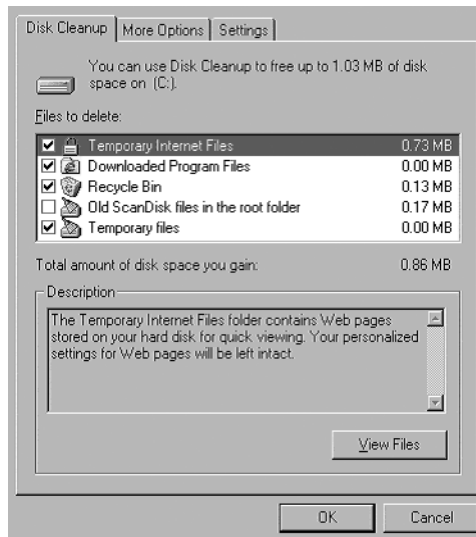 Disk Cleanup More Options Settings
You can use Disk Cleanup to free up to 1.03 MB of disk
space on (C:).
Files to delete:
Temporary Internet Files 0.73 MB
Downloaded Program Files 0.00 MB
Recycle Bin 0.13 MB
Old ScanDisk files in the root folder 0.17 MB
Temporary files 0.00 MB
Total amount of disk space you gain: 0.86 MB
Description
The Temporary Internet Files folder contains Web pages
stored on your hard disk for quick viewing. Your personalized
settings for Web pages will be left intact.
View Files
OK Cancel